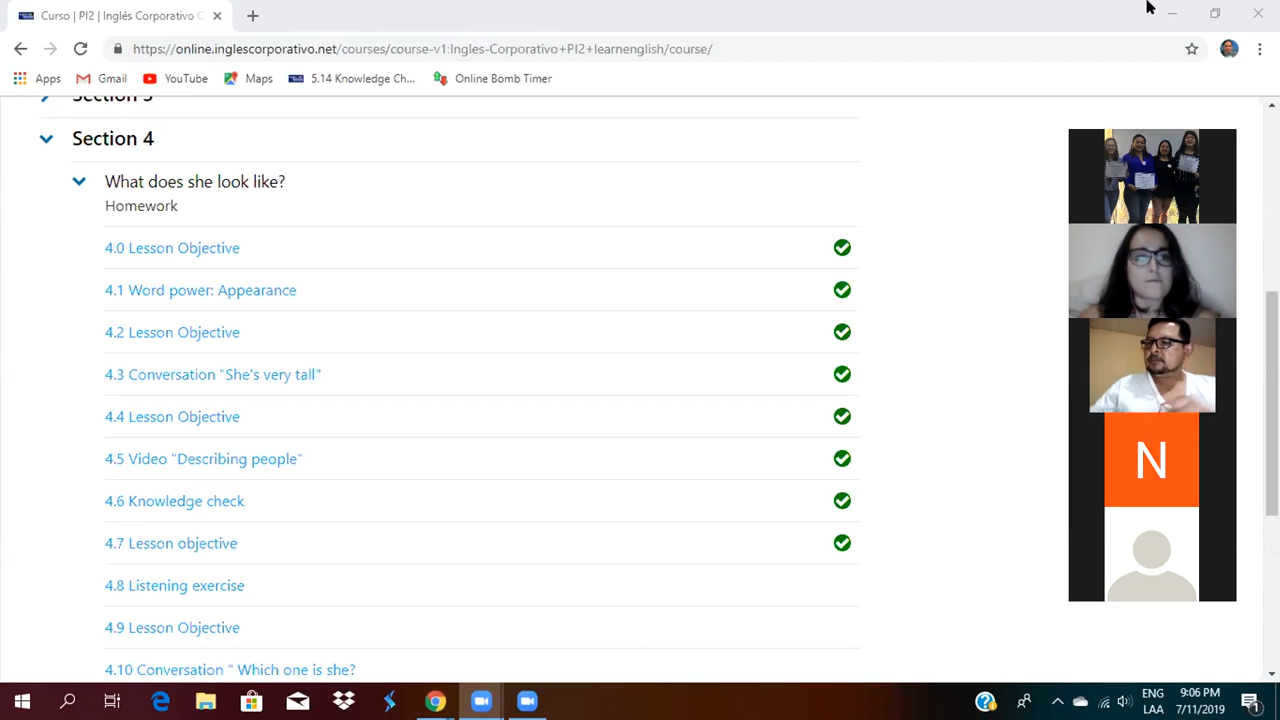 Curso | PI2 | Inglés Corporativo C
https://online.inglescorporativo.net/courses/course-v1:Ingles-Corporativo+PI2+learnenglish/course/
Apps Gmail YouTube Maps 5.14 Knowledge Ch... Online Bomb Timer
Section 4
What does she look like?
Homework
4.0 Lesson Objective
4.1 Word power: Appearance
4.2 Lesson Objective
4.3 Conversation "She's very tall"
4.4 Lesson Objective
4.5 Video "Describing people"
4.6 Knowledge check
4.7 Lesson objective
4.8 Listening exercise
4.9 Lesson Objective
4.10 Conversation " Which one is she?
N
ENG 9:06 PM
LAA 7/11/2019
1